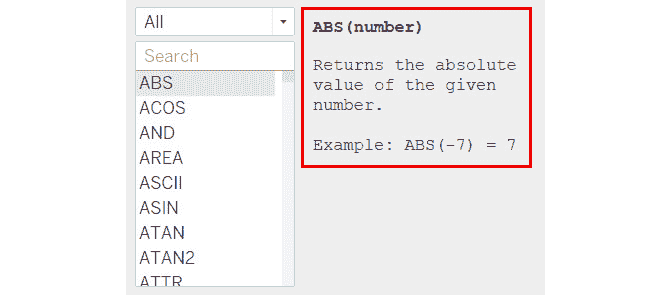 All
Search
ABS
ACOS
AND
AREA
ASCII
ASIN
ATAN
ATAN2
ATTR
ABS(number)
Returns the absolute
value of the given
number.
Example: ABS(-7) = 7